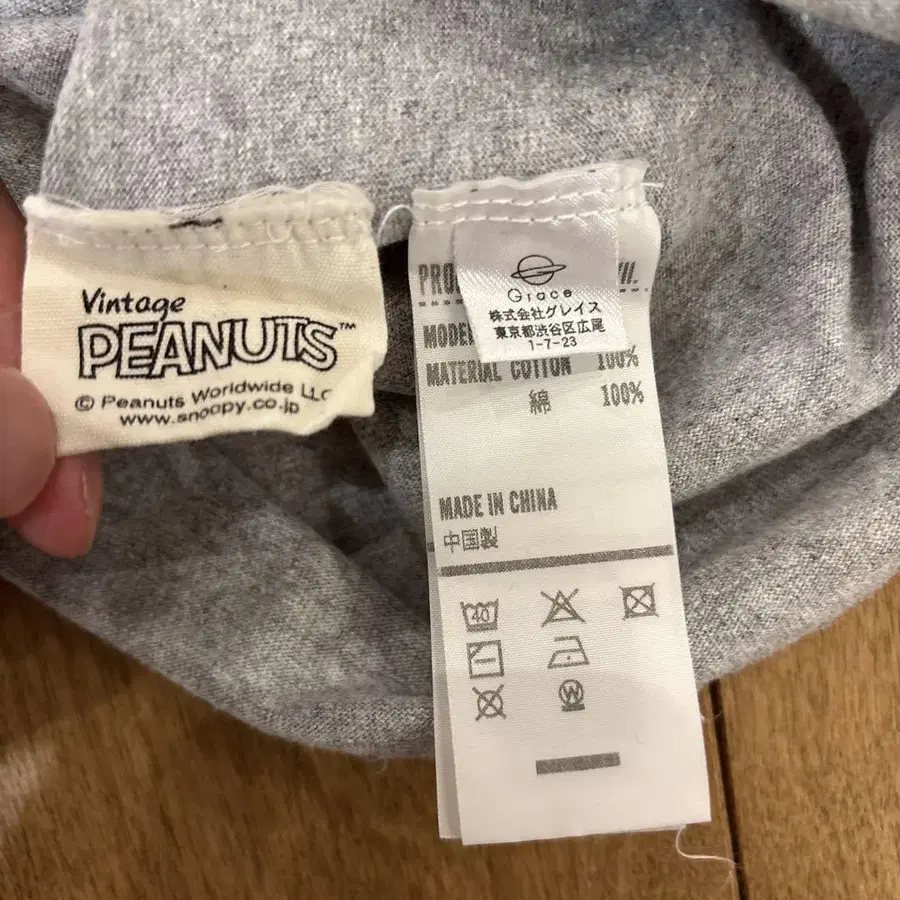 Vintage
PEANUTS™
© Peanuts Worldwide LLC
www.snoopy.co.jp
Grace
株式会社グレイス
東京都渋谷区広尾
1-7-23
MATERIAL COTTON 100%
綿 100%
MADE IN CHINA
中国製
40
W